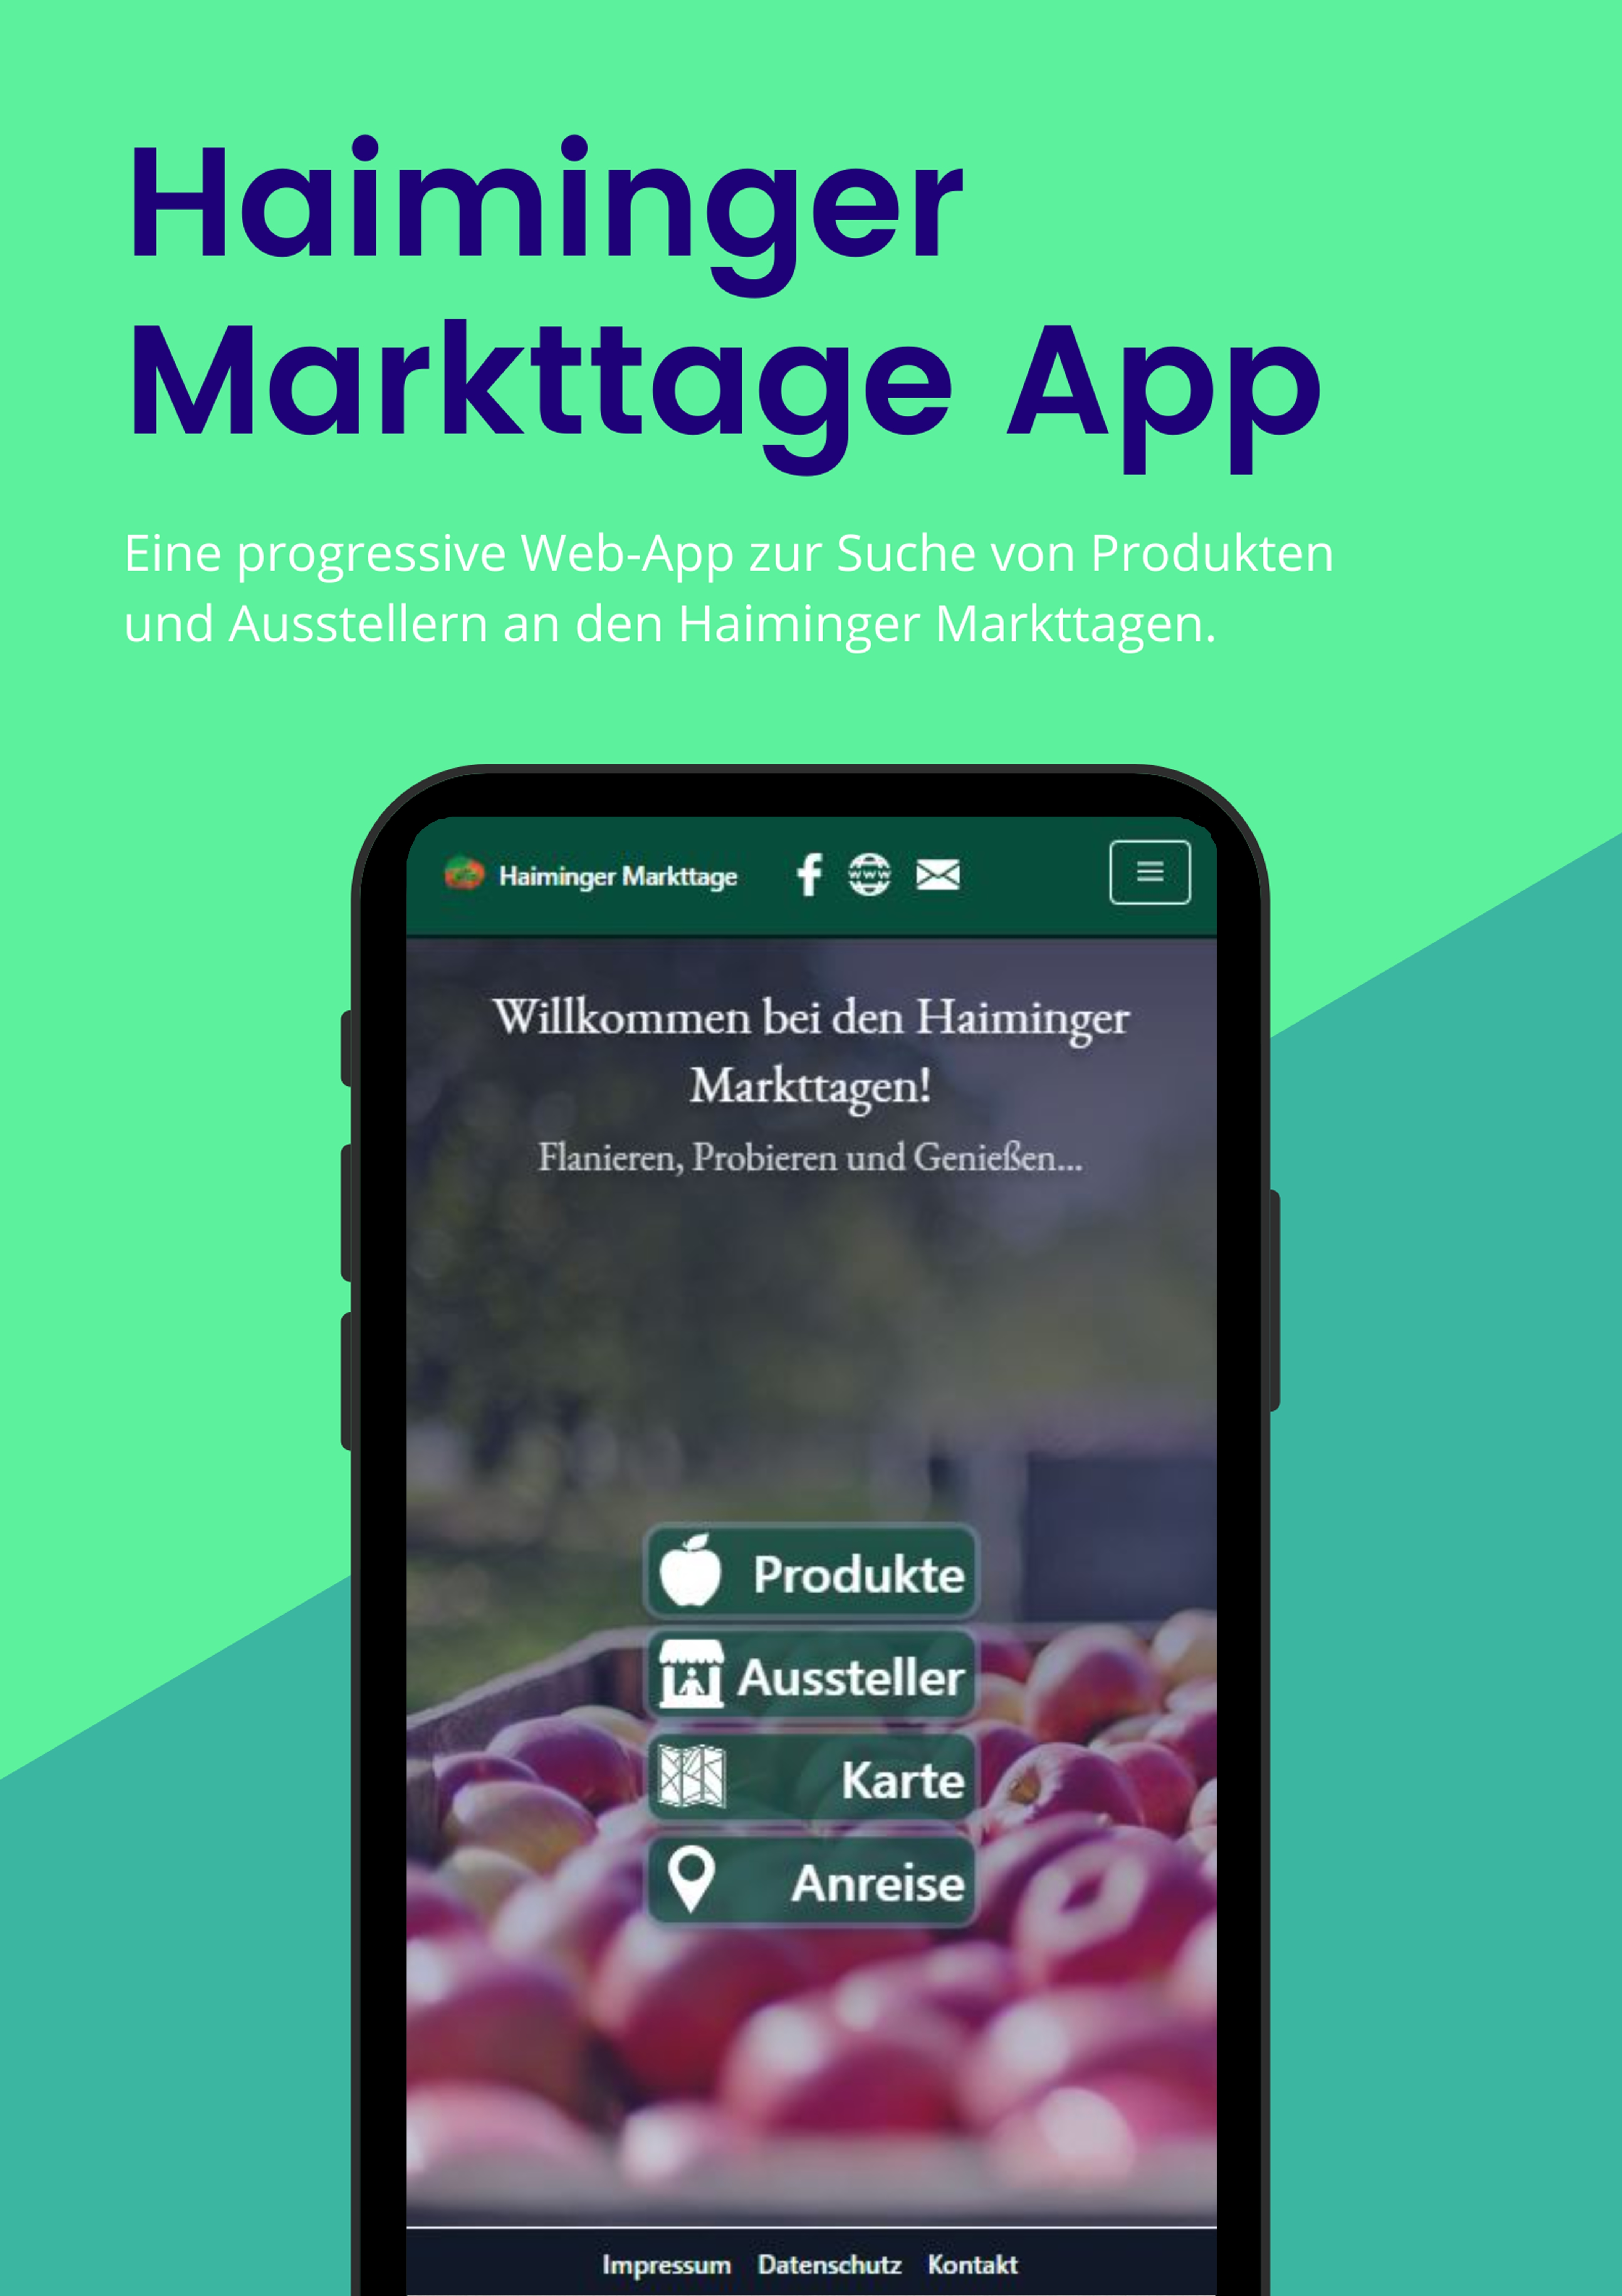 Haiminger
Markttage App
Eine progressive Web-App zur Suche von Produkten
und Ausstellern an den Haiminger Markttagen.
Haiminger Markttage
www
Willkommen bei den Haiminger
Markttagen!
Flanieren, Probieren und Genießen...
Produkte
Aussteller
Karte
Anreise
Impressum Datenschutz Kontakt